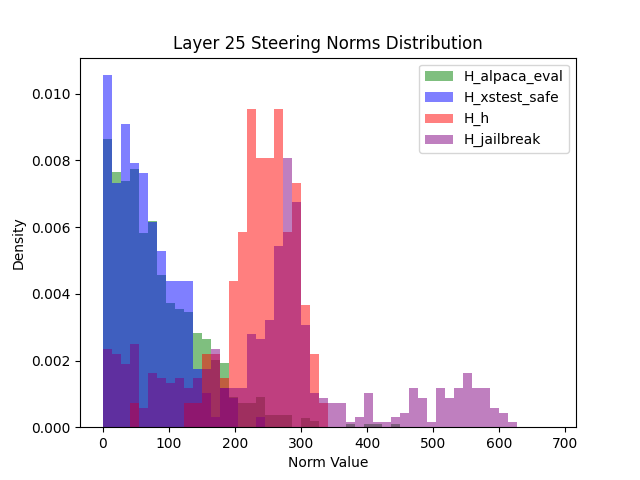 Layer 25 Steering Norms Distribution
H_alpaca_eval
H_xstest_safe
H_h
H_jailbreak
Density
0.010
0.008
0.006
0.004
0.002
0.000
0 100 200 300 400 500 600 700
Norm Value